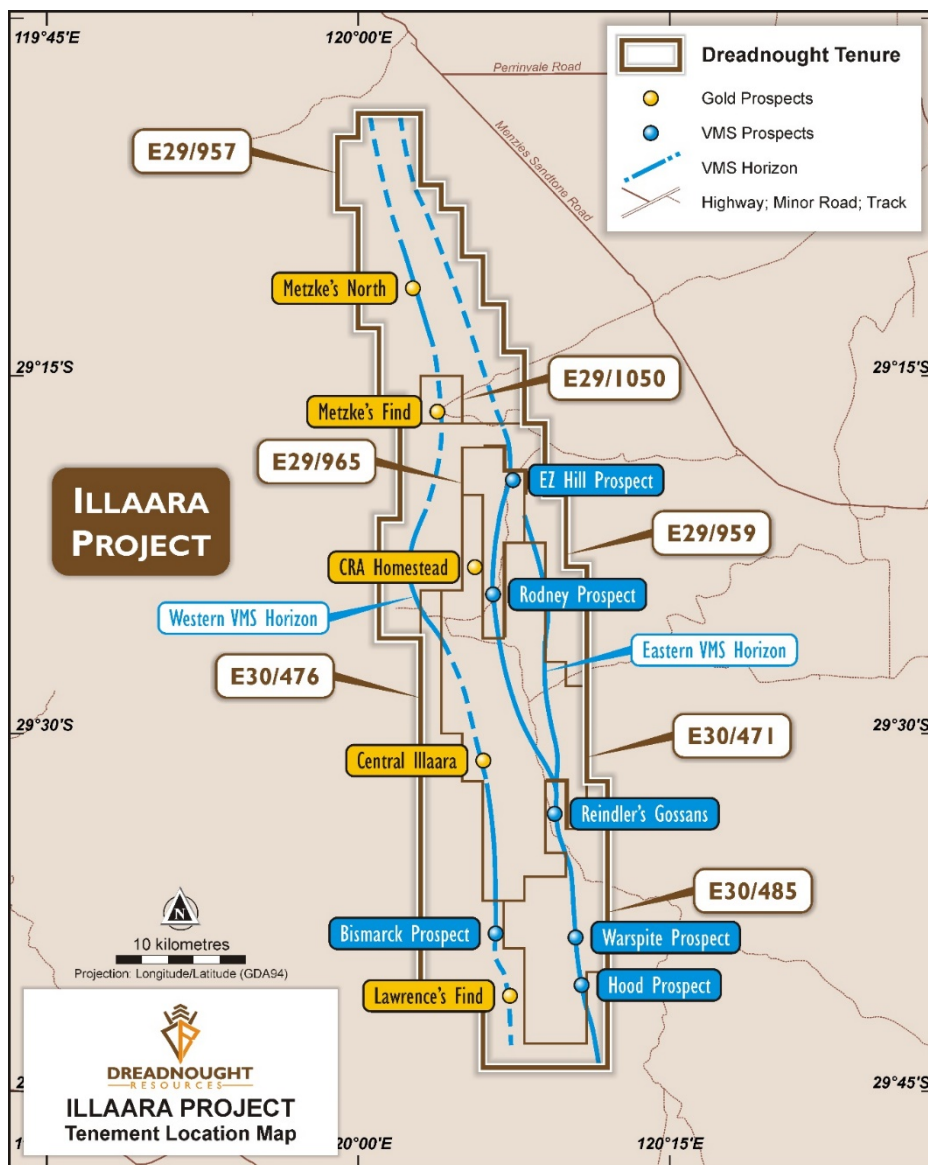 119°45'E
120°00'E
Perrinvale Road
Menzies Sandtone Road
Dreadnought Tenure
Gold Prospects
VMS Prospects
VMS Horizon
Highway; Minor Road; Track
E29/957
Metzke's North
29°15'S
29°15'S
E29/1050
Metzke's Find
E29/965
EZ Hill Prospect
ILLAARA
PROJECT
E29/959
CRA Homestead
Rodney Prospect
Western VMS Horizon
Eastern VMS Horizon
E30/476
29°30'S
29°30'S
E30/471
Central Illaara
Reindler's Gossans
E30/485
N
10 kilometres
Projection: Longitude/Latitude (GDA94)
Bismarck Prospect
Warspite Prospect
Hood Prospect
Lawrence's Find
DREADNOUGHT
RESOURCES
ILLAARA PROJECT
Tenement Location Map
29°45'S
120°00'E
120°15'E